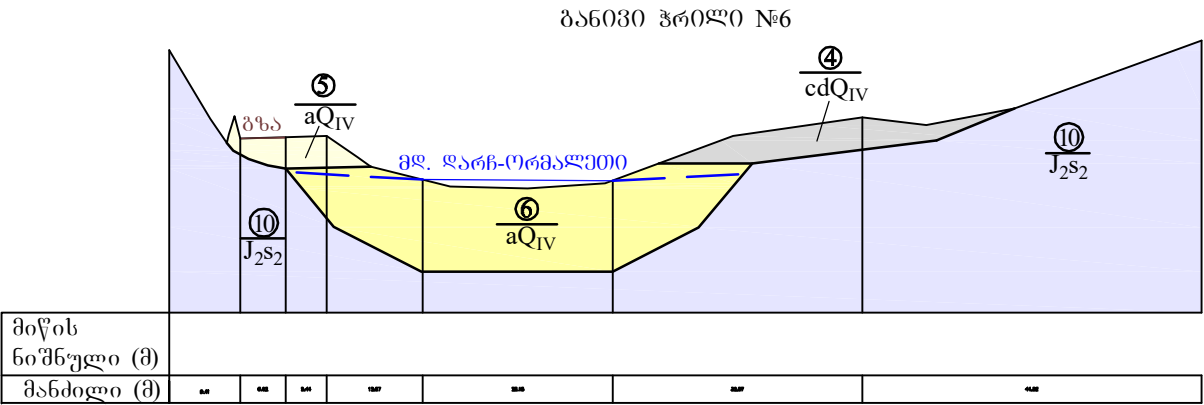 განივი ჭრილი №6
④
cdQIV
⑤
aQIV
გზა
⑩
J2s2
მდ. ღარჩ-ორმალეთი
⑥
aQIV
⑩
J2s2
მიწის
ნიშნული (მ)
მანძილი (მ)